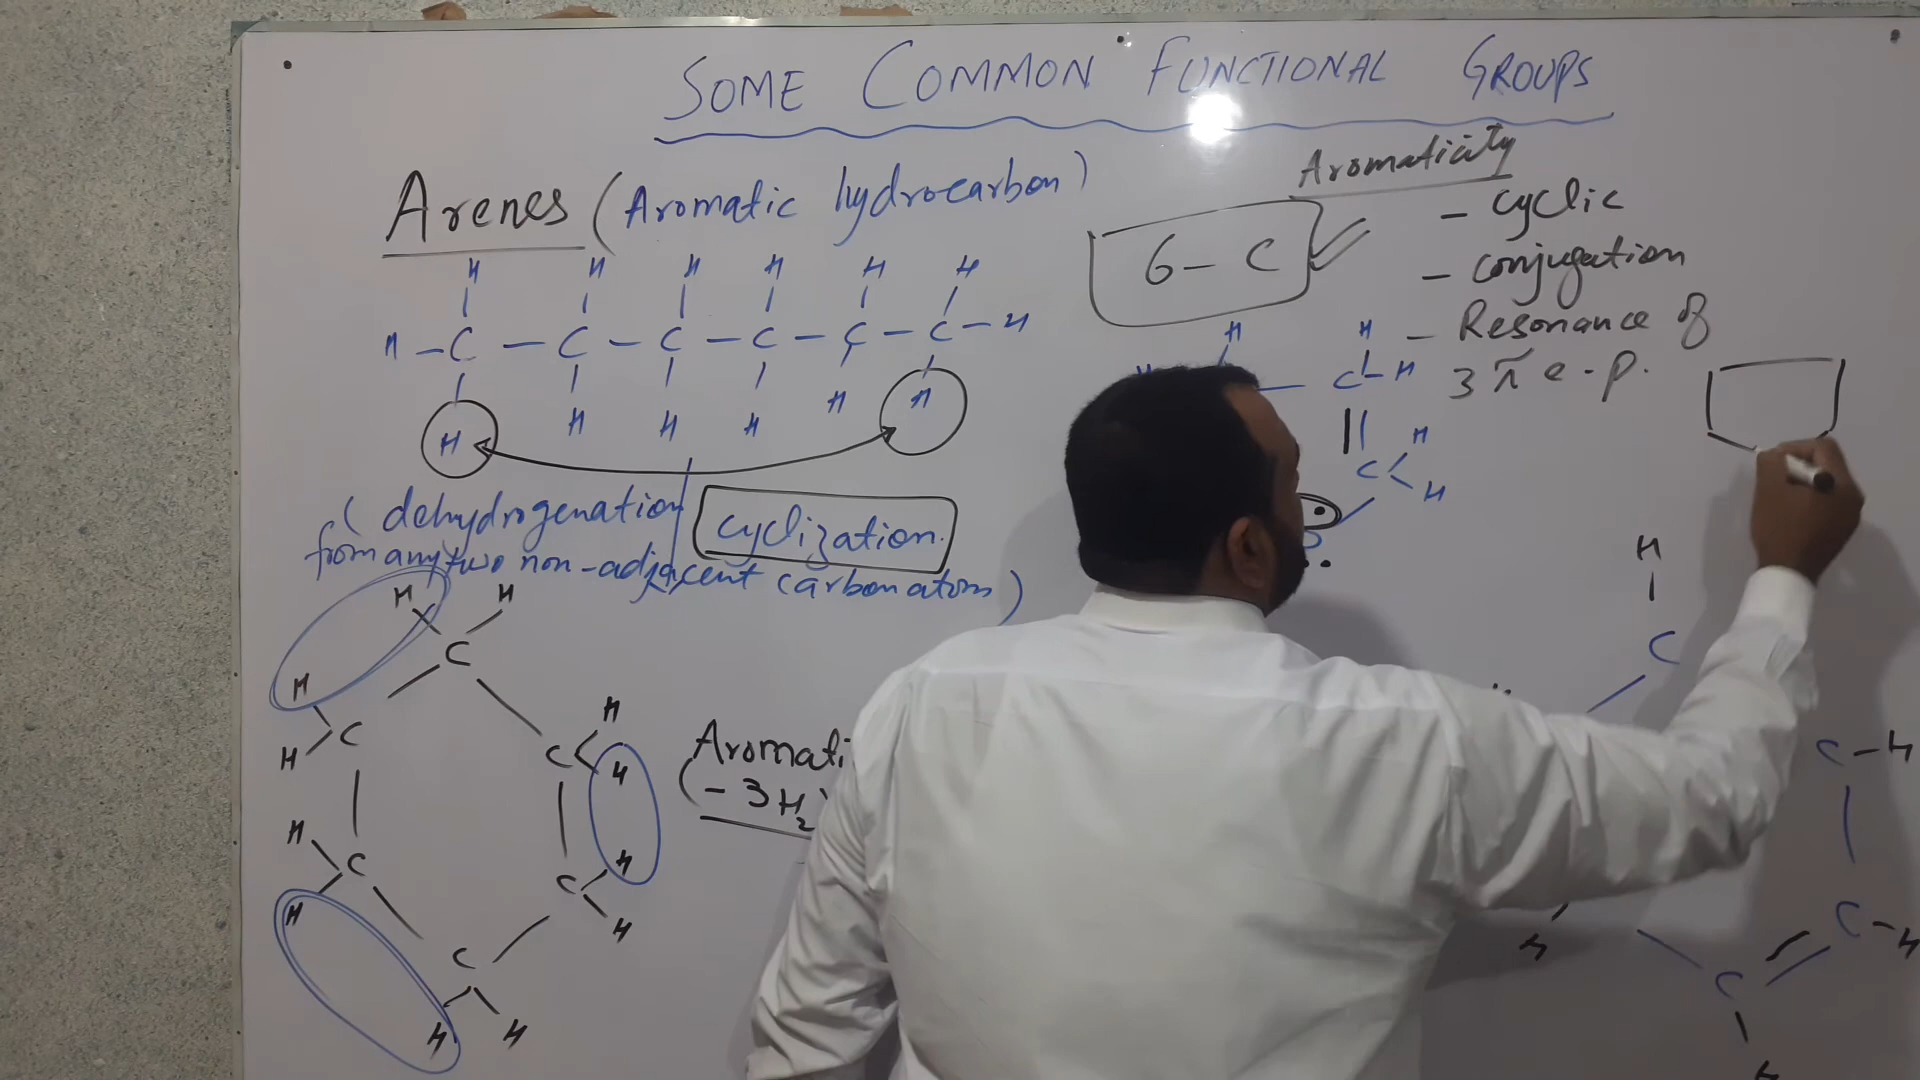 SOME COMMON FUNCTIONAL GROUPS
Arenes (Aromatic hydrocarbon)
Aromaticity
6 - C
- cyclic
- conjugation
- Resonance of
3 π e - p.
H H H H H H
H - C - C - C - C - C - C - H
H H H H H H
(dehydrogenation
from any two non-adjacent carbon atoms)
cyclization.
H H
C
H
C
H
H
C
H
H
C
H
H
C
H
H
C
H H
Aromati
(- 3H₂
H
H
C - H
C
H
H
H
C
C - H
C - H
C
H
H